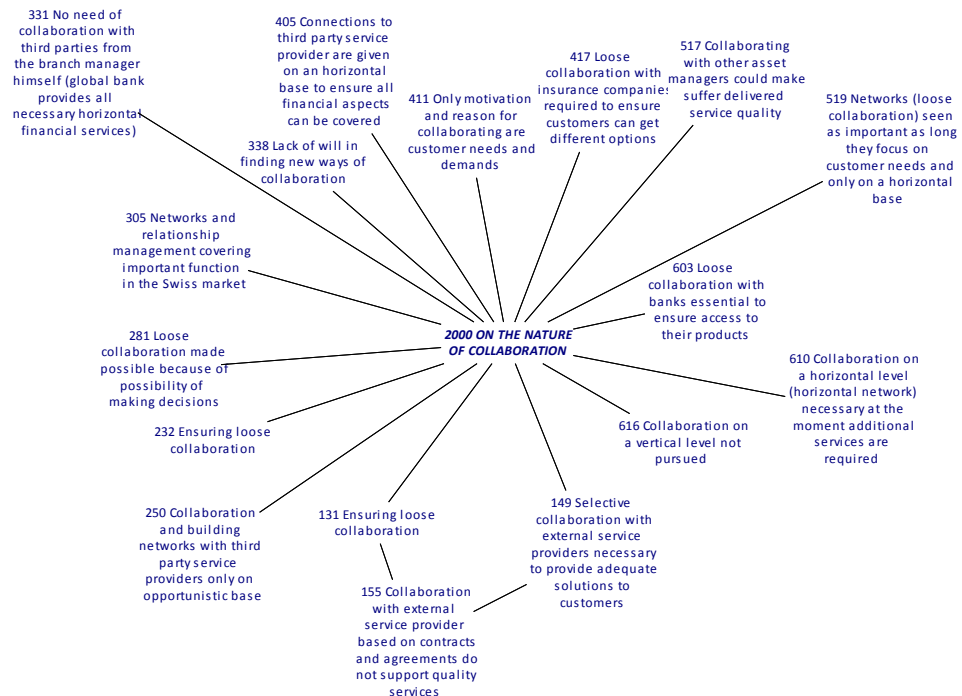 331 No need of
collaboration with
third parties from
the branch manager
himself (global bank
provides all
necessary horizontal
financial services)
405 Connections to
third party service
provider are given
on an horizontal
base to ensure all
financial aspects
can be covered
338 Lack of will in
finding new ways of
collaboration
411 Only motivation
and reason for
collaborating are
customer needs and
demands
417 Loose
collaboration with
insurance companies
required to ensure
customers can get
different options
517 Collaborating
with other asset
managers could make
suffer delivered
service quality
519 Networks (loose
collaboration) seen
as important as long
they focus on
customer needs and
only on a horizontal
base
305 Networks and
relationship
management covering
important function
in the Swiss market
603 Loose
collaboration with
banks essential to
ensure access to
their products
2000 ON THE NATURE
OF COLLABORATION
281 Loose
collaboration made
possible because of
possibility of
making decisions
610 Collaboration on
a horizontal level
(horizontal network)
necessary at the
moment additional
services are
required
232 Ensuring loose
collaboration
616 Collaboration on
a vertical level not
pursued
250 Collaboration
and building
networks with third
party service
providers only on
opportunistic base
131 Ensuring loose
collaboration
149 Selective
collaboration with
external service
providers necessary
to provide adequate
solutions to
customers
155 Collaboration
with external
service provider
based on contracts
and agreements do
not support quality
services